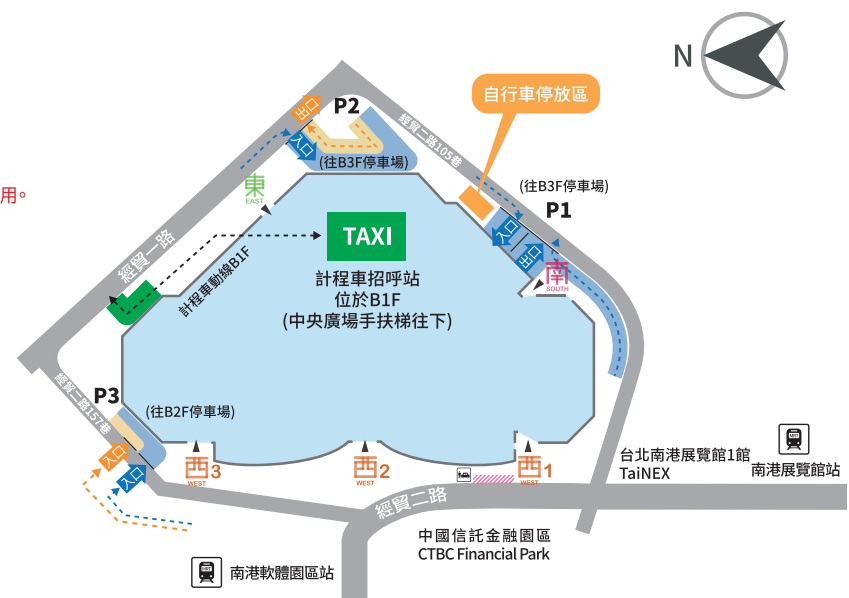 N
自行車停放區
經貿二路105巷
P2
出口
入口
(往B3F停車場)
用。
(往B3F停車場)
P1
入口
出口
東
EAST
南
SOUTH
TAXI
計程車招呼站
位於B1F
(中央廣場手扶梯往下)
經貿一路
計程車動線B1F
經貿二路157巷
P3
(往B2F停車場)
出口
入口
西3
WEST
西2
WEST
西1
WEST
台北南港展覽館1館
TaiNEX
南港展覽館站
經貿二路
中國信託金融園區
CTBC Financial Park
南港軟體園區站